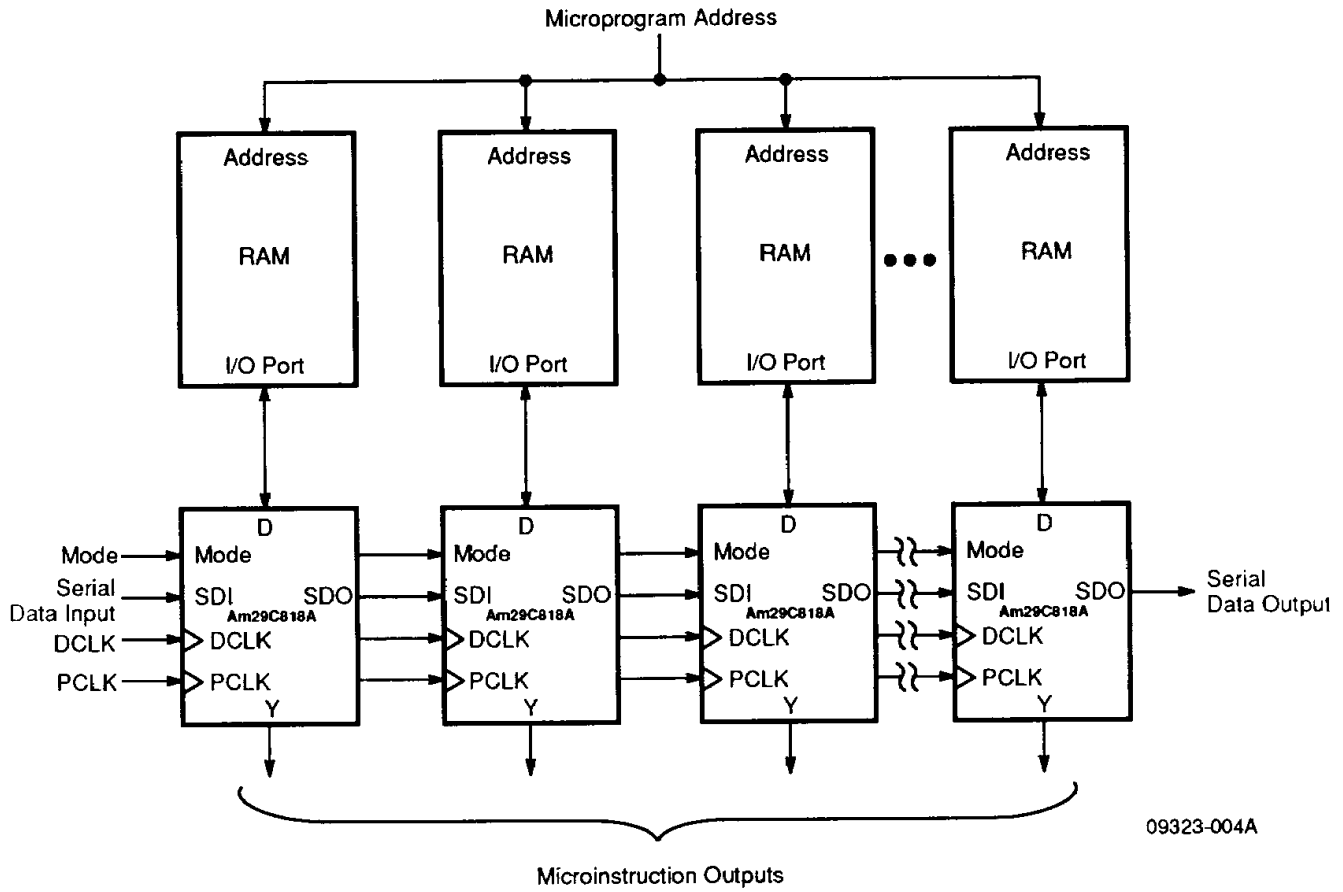 Microprogram Address
Address Address Address Address
RAM RAM RAM RAM
I/O Port I/O Port I/O Port I/O Port
D D D D
Mode Mode Mode Mode Mode
Serial Data Input SDI SDO SDI SDO SDI SDO SDI SDO Serial Data Output
Am29C818A Am29C818A Am29C818A Am29C818A
DCLK DCLK DCLK DCLK DCLK
PCLK PCLK PCLK PCLK PCLK
Y Y Y Y
09323-004A
Microinstruction Outputs